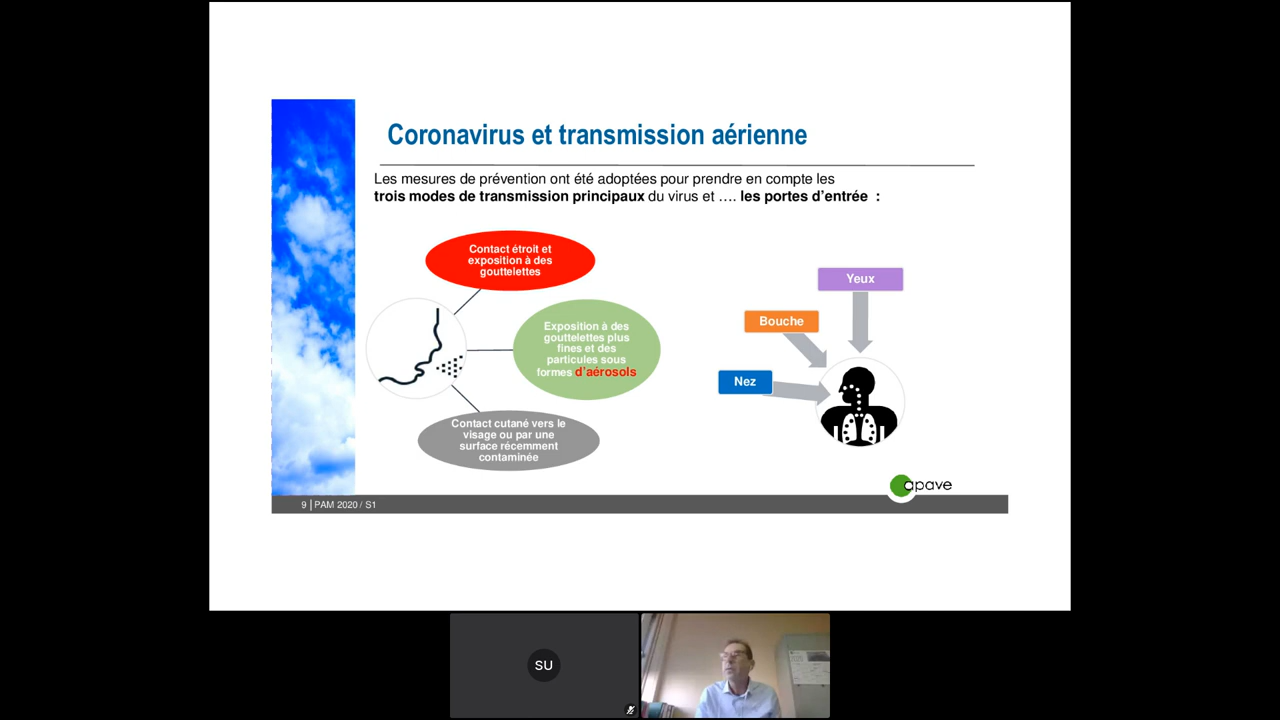 Coronavirus et transmission aérienne
Les mesures de prévention ont été adoptées pour prendre en compte les
trois modes de transmission principaux du virus et …. les portes d’entrée :
Contact étroit et
exposition à des
gouttelettes
Exposition à des
gouttelettes plus
fines et des
particules sous
formes d’aérosols
Contact cutané vers le
visage ou par une
surface récemment
contaminée
Yeux
Bouche
Nez
apave
9 | PAM 2020 / S1
SU